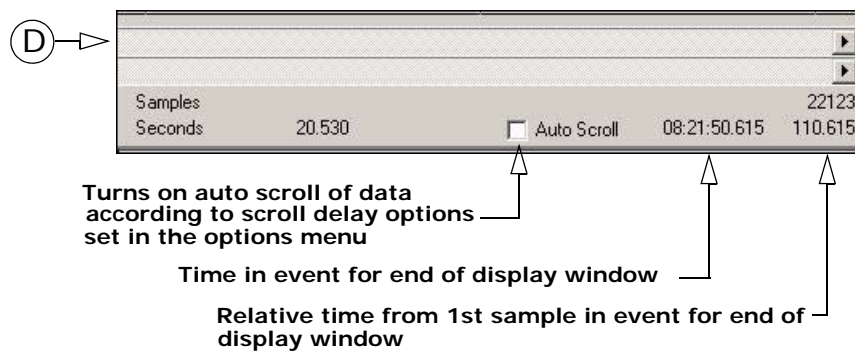 D
Samples 22123
Seconds 20.530 Auto Scroll 08:21:50.615 110.615
Turns on auto scroll of data
according to scroll delay options
set in the options menu
Time in event for end of display window
Relative time from 1st sample in event for end of
display window